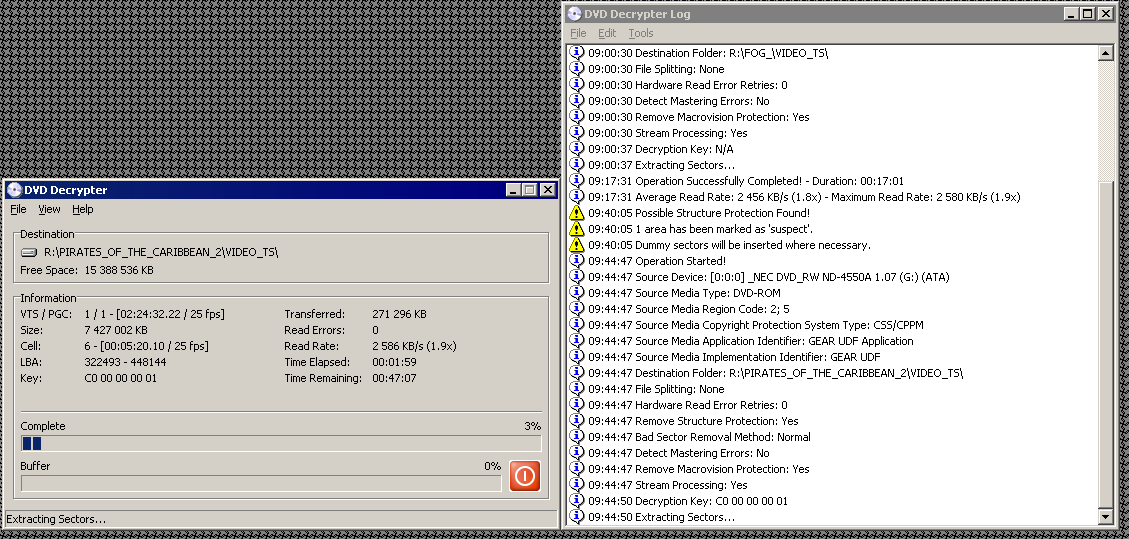 DVD Decrypter
File View Help
Destination
R:\PIRATES_OF_THE_CARIBBEAN_2\VIDEO_TS\
Free Space: 15 388 536 KB
Information
VTS / PGC: 1 / 1 - [02:24:32.22 / 25 fps] Transferred: 271 296 KB
Size: 7 427 002 KB Read Errors: 0
Cell: 6 - [00:05:20.10 / 25 fps] Read Rate: 2 586 KB/s (1.9x)
LBA: 322493 - 448144 Time Elapsed: 00:01:59
Key: C0 00 00 00 01 Time Remaining: 00:47:07
Complete 3%
Buffer 0%
Extracting Sectors...
DVD Decrypter Log
File Edit Tools
09:00:30 Destination Folder: R:\FOG_\VIDEO_TS\
09:00:30 File Splitting: None
09:00:30 Hardware Read Error Retries: 0
09:00:30 Detect Mastering Errors: No
09:00:30 Remove Macrovision Protection: Yes
09:00:30 Stream Processing: Yes
09:00:37 Decryption Key: N/A
09:00:37 Extracting Sectors...
09:17:31 Operation Successfully Completed! - Duration: 00:17:01
09:17:31 Average Read Rate: 2 456 KB/s (1.8x) - Maximum Read Rate: 2 580 KB/s (1.9x)
09:40:05 Possible Structure Protection Found!
09:40:05 1 area has been marked as 'suspect'.
09:40:05 Dummy sectors will be inserted where necessary.
09:44:47 Operation Started!
09:44:47 Source Device: [0:0:0] _NEC DVD_RW ND-4550A 1.07 (G:) (ATA)
09:44:47 Source Media Type: DVD-ROM
09:44:47 Source Media Region Code: 2; 5
09:44:47 Source Media Copyright Protection System Type: CSS/CPPM
09:44:47 Source Media Application Identifier: GEAR UDF Application
09:44:47 Source Media Implementation Identifier: GEAR UDF
09:44:47 Destination Folder: R:\PIRATES_OF_THE_CARIBBEAN_2\VIDEO_TS\
09:44:47 File Splitting: None
09:44:47 Hardware Read Error Retries: 0
09:44:47 Remove Structure Protection: Yes
09:44:47 Bad Sector Removal Method: Normal
09:44:47 Detect Mastering Errors: No
09:44:47 Remove Macrovision Protection: Yes
09:44:47 Stream Processing: Yes
09:44:50 Decryption Key: C0 00 00 00 01
09:44:50 Extracting Sectors...